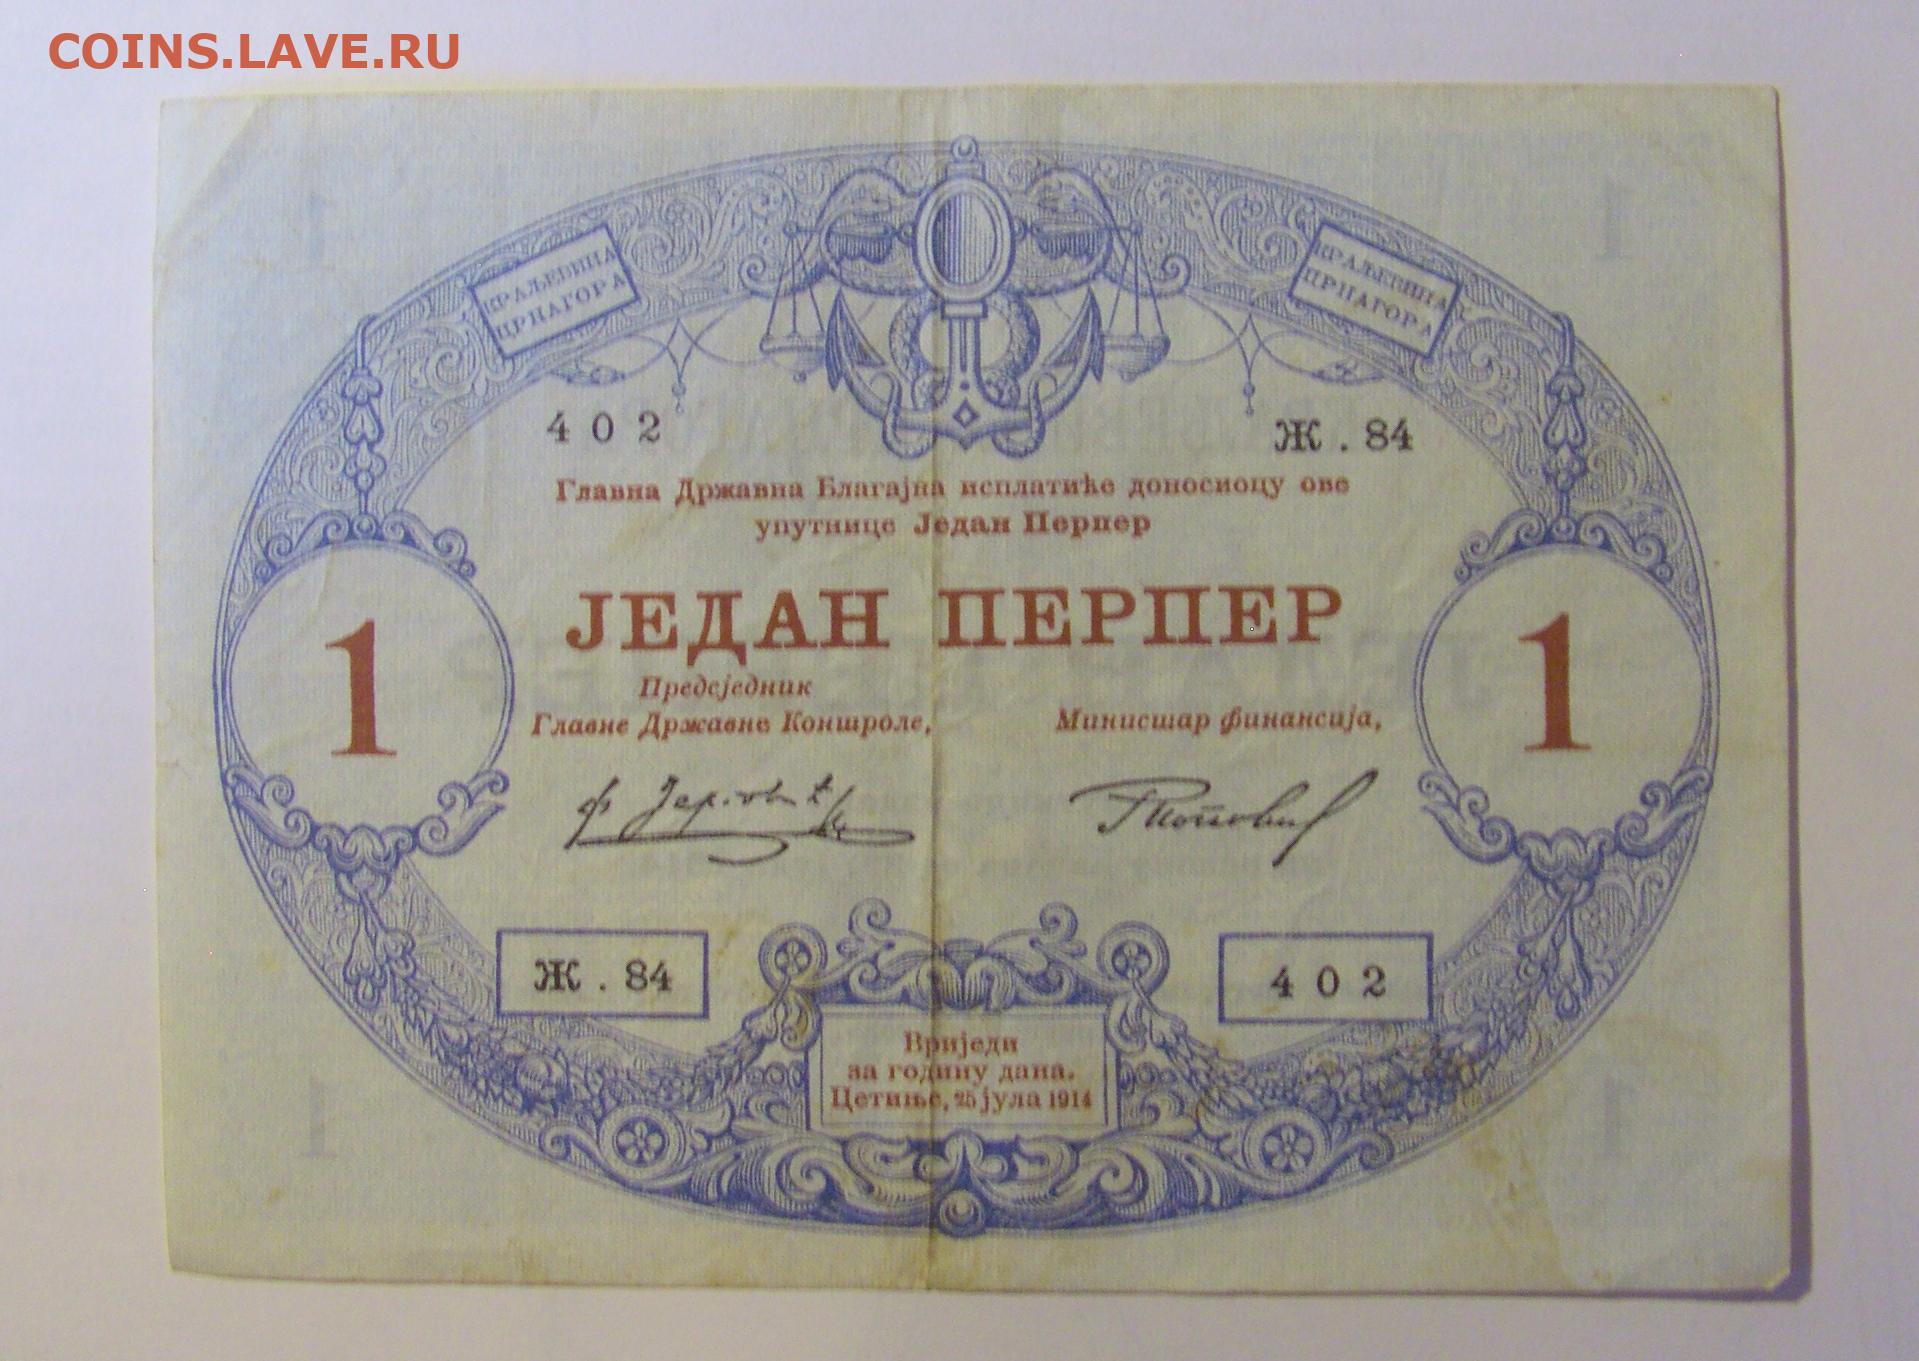 COINS.LAVE.RU
КРАЉЕВИНА
ЦРНАГОРА
КРАЉЕВИНА
ЦРНАГОРА
402
Ж . 84
Главна Државна Благајна исплатиће доносиоцу ове
упутнице Један Перпер
ЈЕДАН ПЕРПЕР
1
1
Предсједник
Главне Државне Контроле,
Министар финансија,
Ж . 84
402
Вриједи
за годину дана.
Цетиње, 25 јула 1914